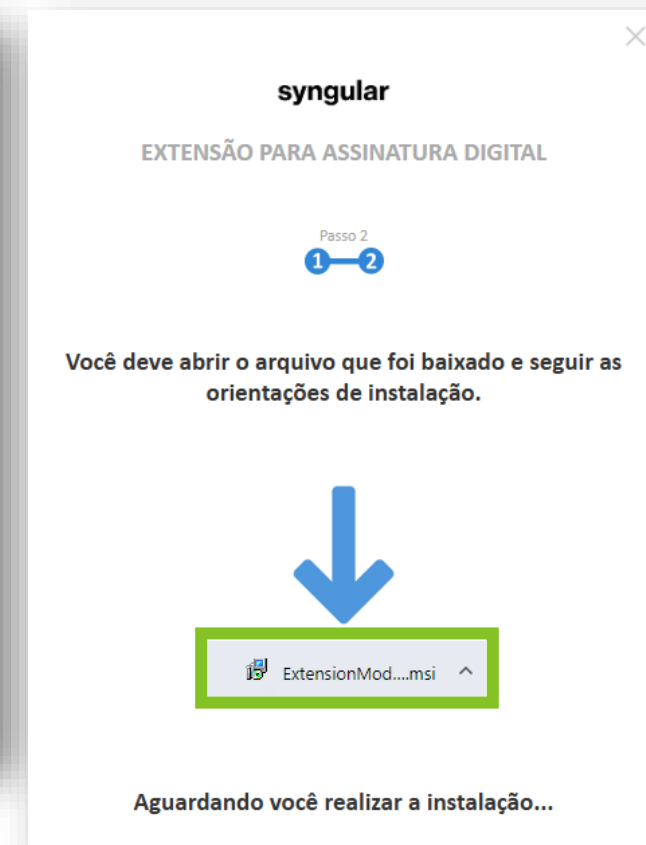 syngular
EXTENSÃO PARA ASSINATURA DIGITAL
Passo 2
1 2
Você deve abrir o arquivo que foi baixado e seguir as
orientações de instalação.
ExtensionMod....msi
Aguardando você realizar a instalação...